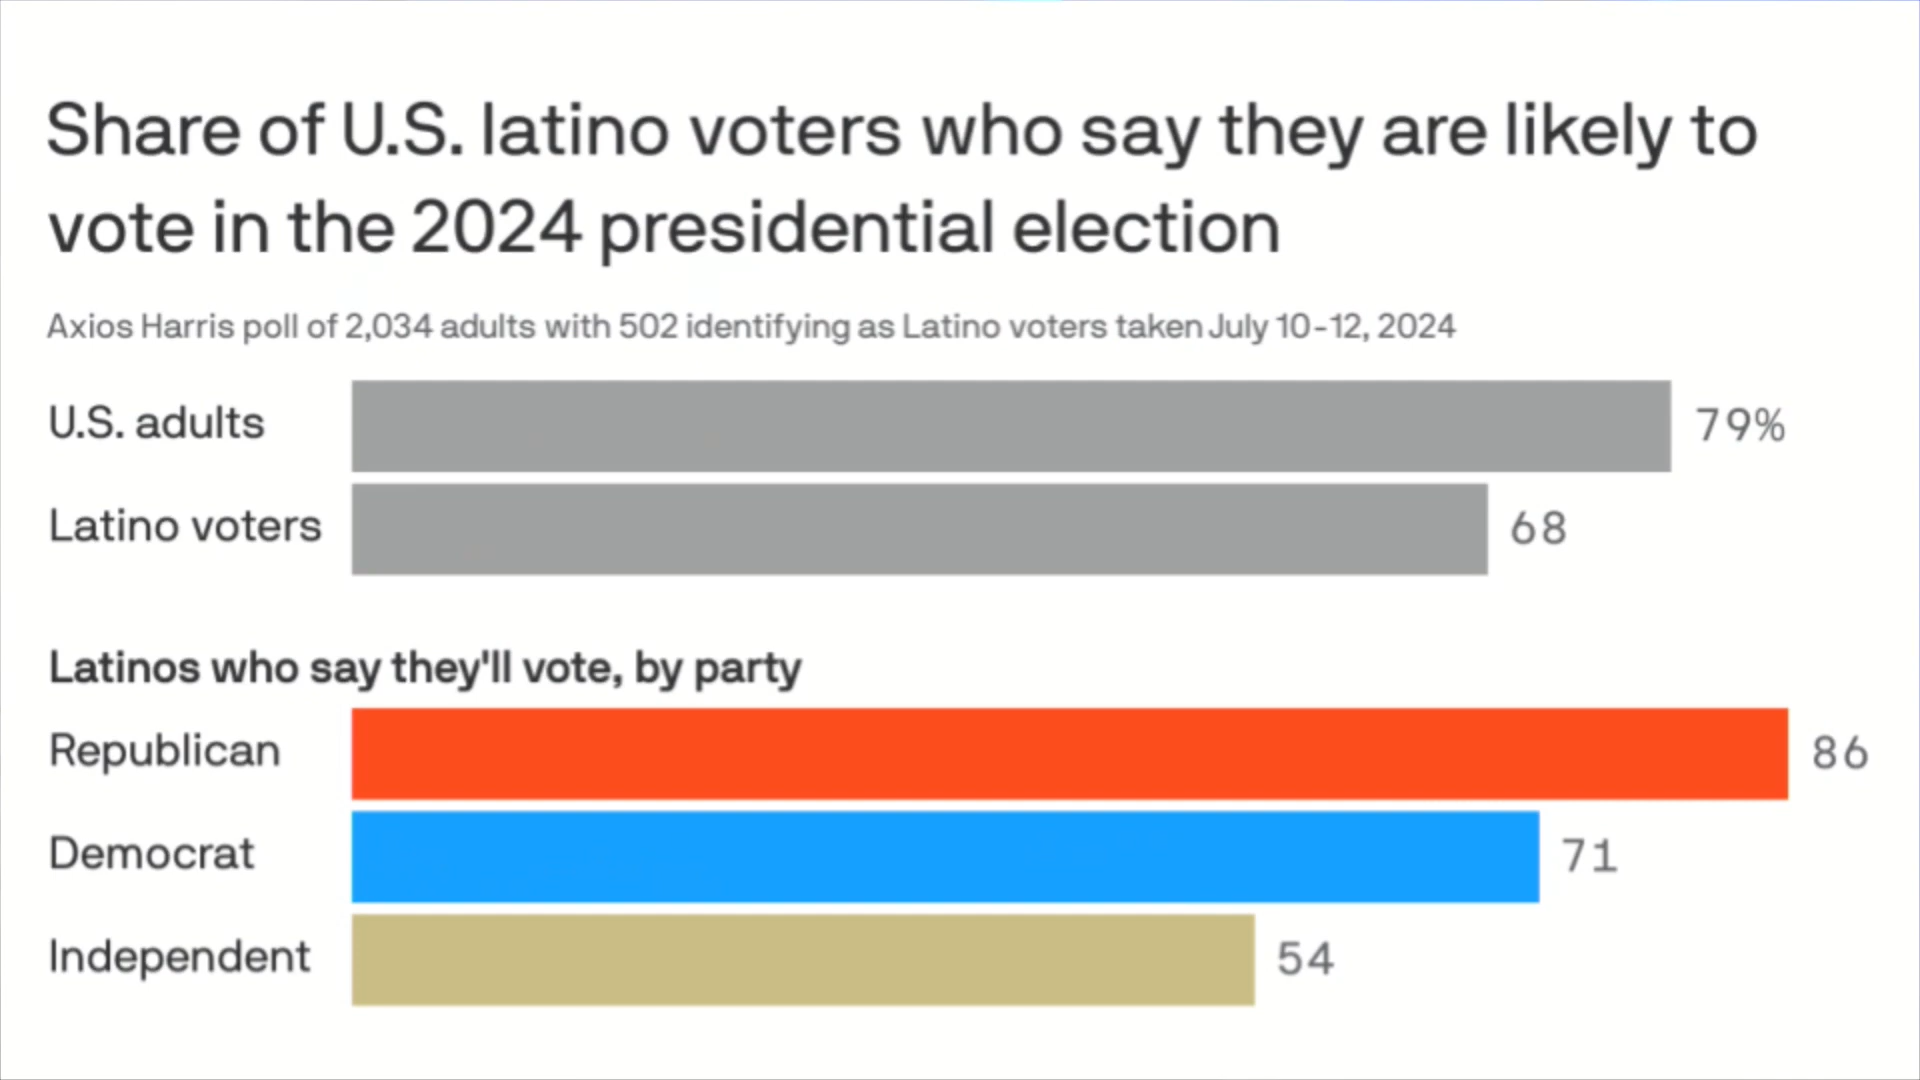 Share of U.S. latino voters who say they are likely to
vote in the 2024 presidential election
Axios Harris poll of 2,034 adults with 502 identifying as Latino voters taken July 10-12, 2024
U.S. adults 79%
Latino voters 68
Latinos who say they'll vote, by party
Republican 86
Democrat 71
Independent 54